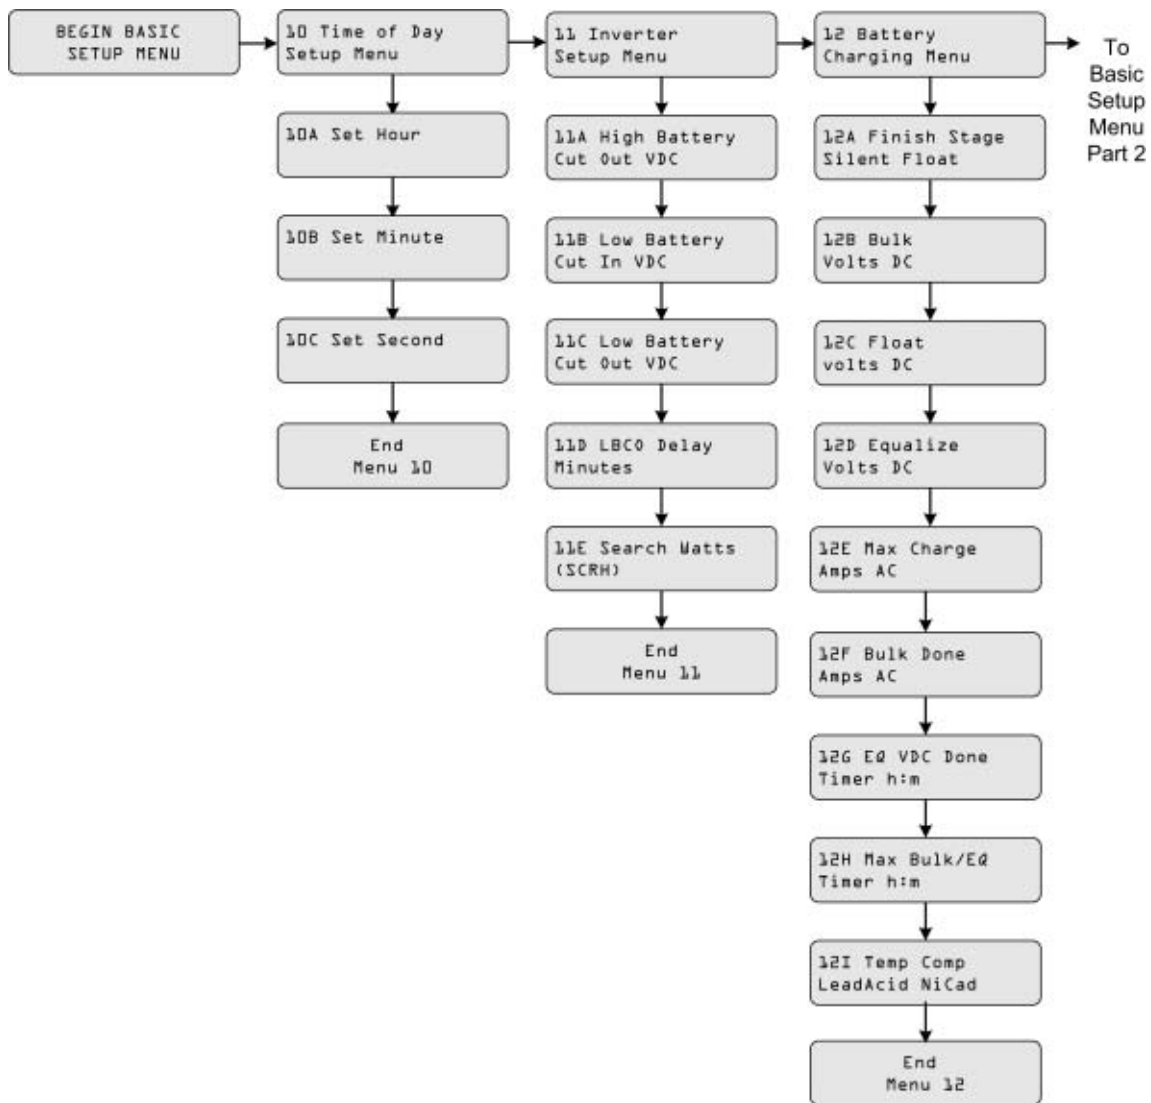 BEGIN BASIC
SETUP MENU
10 Time of Day
Setup Menu
10A Set Hour
10B Set Minute
10C Set Second
End
Menu 10
11 Inverter
Setup Menu
11A High Battery
Cut Out VDC
11B Low Battery
Cut In VDC
11C Low Battery
Cut Out VDC
11D LBCO Delay
Minutes
11E Search Watts
(SCRH)
End
Menu 11
12 Battery
Charging Menu
12A Finish Stage
Silent Float
12B Bulk
Volts DC
12C Float
volts DC
12D Equalize
Volts DC
12E Max Charge
Amps AC
12F Bulk Done
Amps AC
12G EQ VDC Done
Timer h:m
12H Max Bulk/EQ
Timer h:m
12I Temp Comp
LeadAcid NiCad
End
Menu 12
To
Basic
Setup
Menu
Part 2